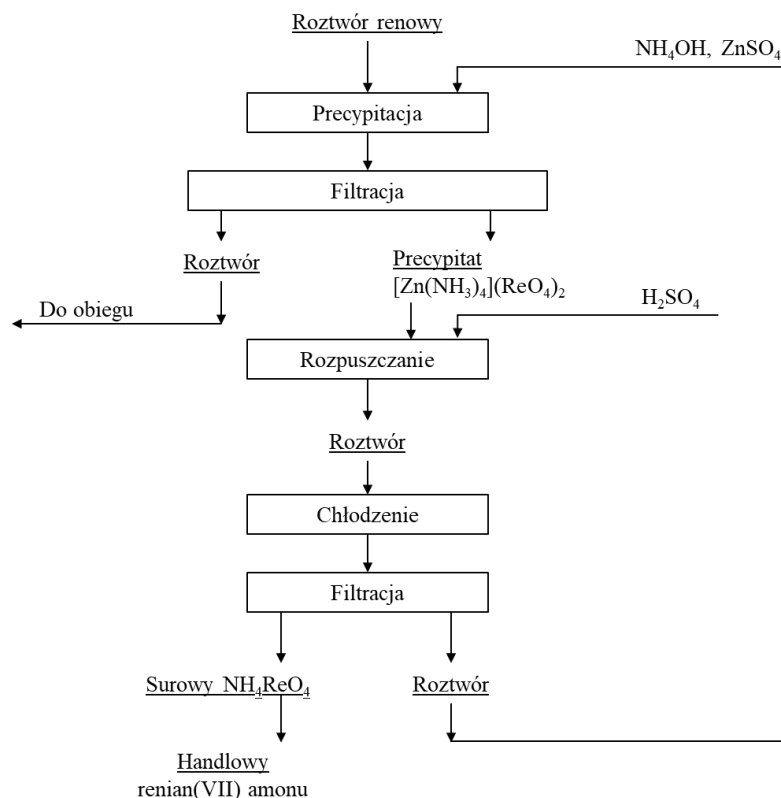 Roztwór renowy
NH₄OH, ZnSO₄
Precypitacja
Filtracja
Roztwór
Precypitat
[Zn(NH₃)₄](ReO₄)₂
Do obiegu
H₂SO₄
Rozpuszczanie
Roztwór
Chłodzenie
Filtracja
Surowy NH₄ReO₄
Roztwór
Handlowy
renian(VII) amonu